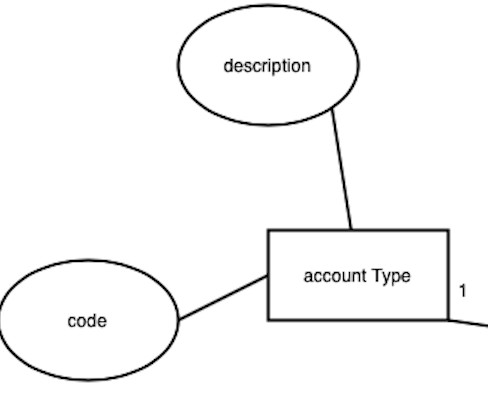 description
account Type
1
code